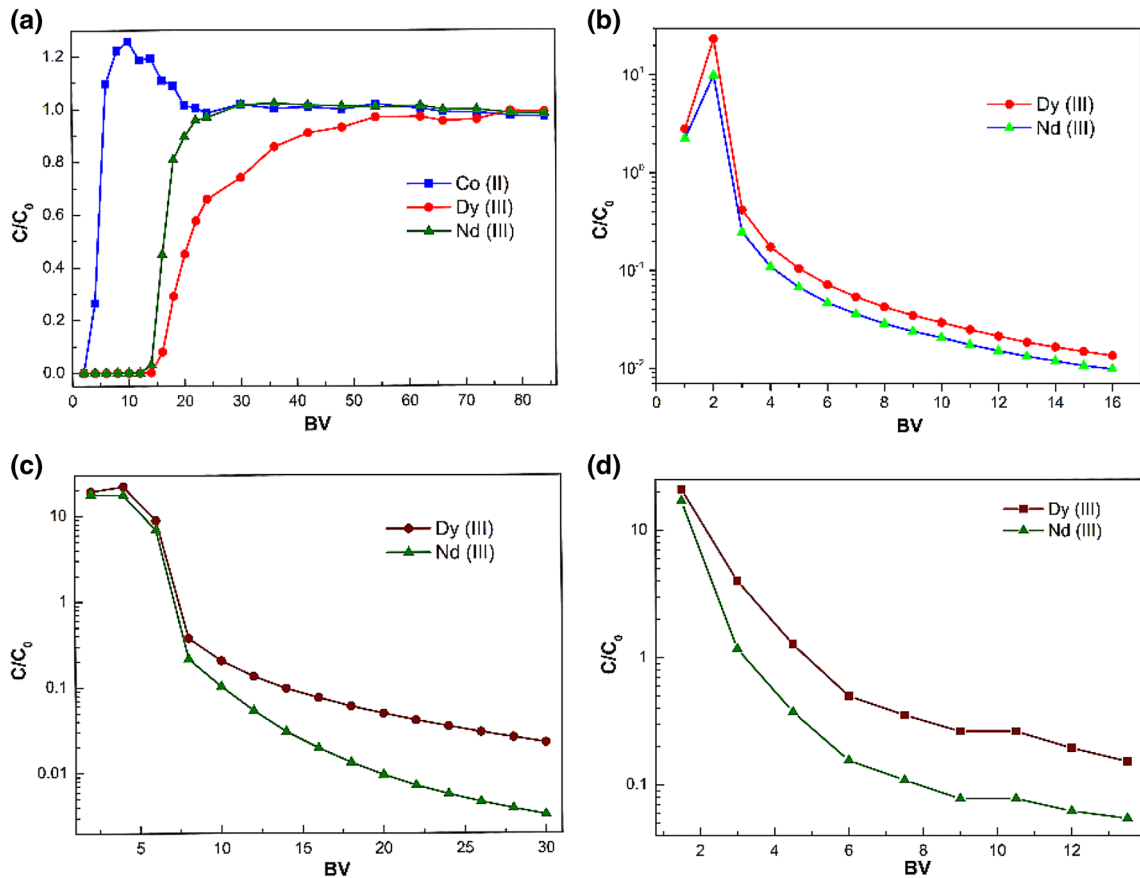 (a)
C/C0
1.2
1.0
0.8
0.6
0.4
0.2
0.0
Co (II)
Dy (III)
Nd (III)
0 10 20 30 40 50 60 70 80
BV
(b)
C/C0
10^1
10^0
10^-1
10^-2
Dy (III)
Nd (III)
0 2 4 6 8 10 12 14 16
BV
(c)
C/C0
10
1
0.1
0.01
Dy (III)
Nd (III)
5 10 15 20 25 30
BV
(d)
C/C0
10
1
0.1
Dy (III)
Nd (III)
2 4 6 8 10 12
BV